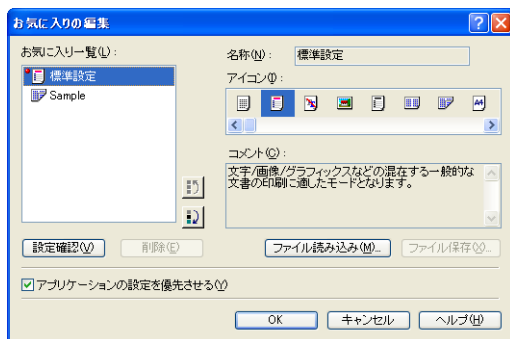 お気に入りの編集
お気に入り一覧(L):
標準設定
Sample
名称(N): 標準設定
アイコン(I):
コメント(C):
文字/画像/グラフィックスなどの混在する一般的な
文書の印刷に適したモードとなります。
設定確認(V)
削除(E)
ファイル読み込み(M)...
ファイル保存(X)...
アプリケーションの設定を優先させる(Y)
OK
キャンセル
ヘルプ(H)